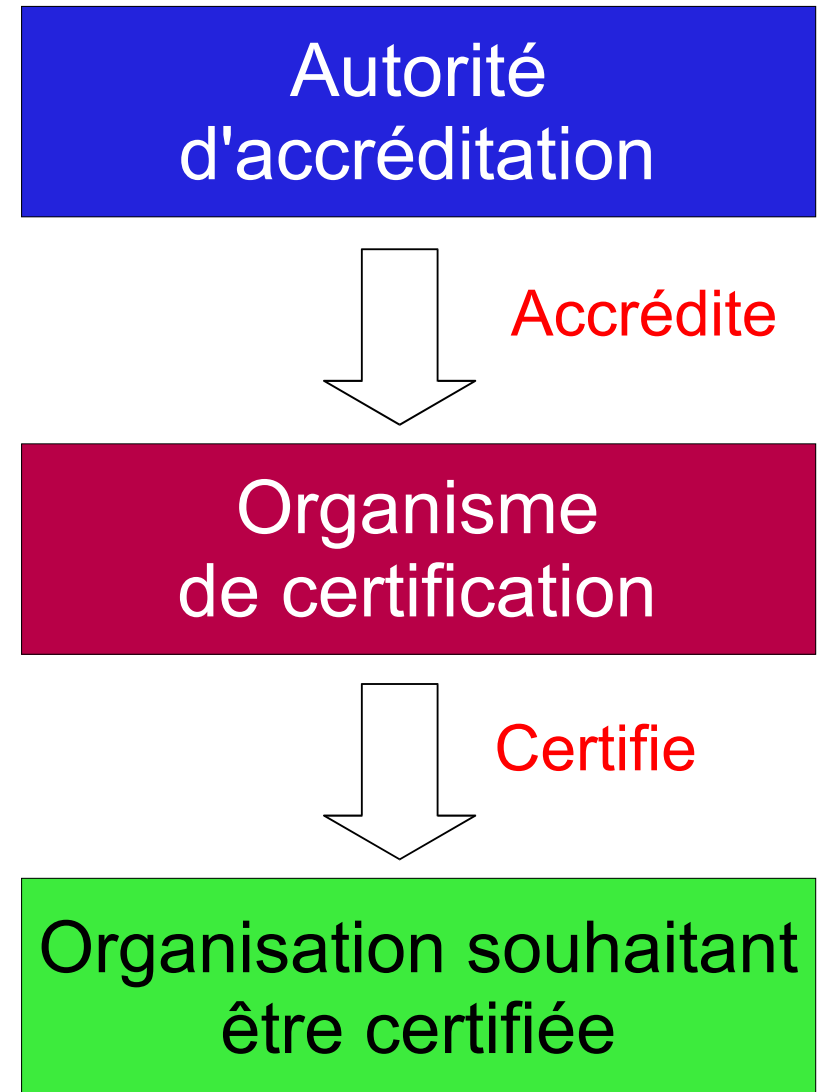 Autorité
d'accréditation
Accrédite
Organisme
de certification
Certifie
Organisation souhaitant
être certifiée